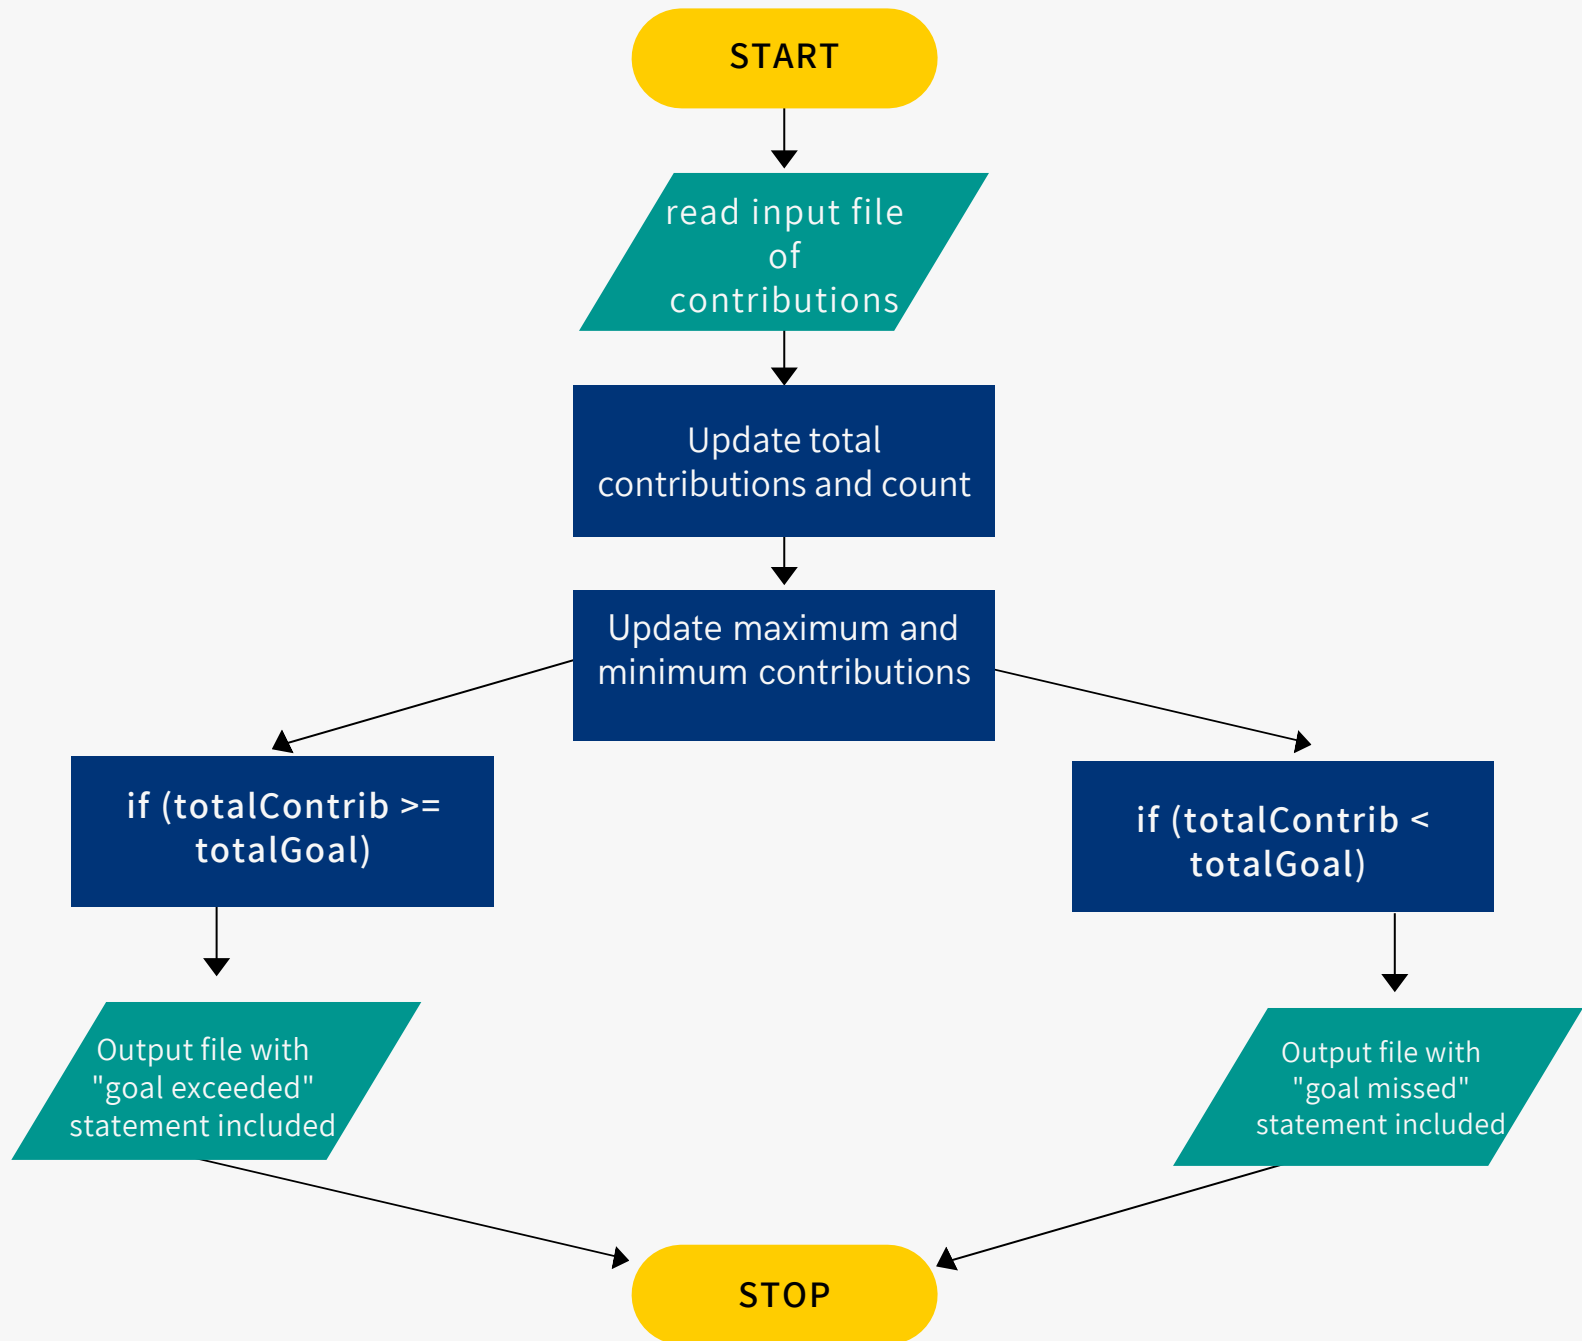 START
read input file
of
contributions
Update total
contributions and count
Update maximum and
minimum contributions
if (totalContrib >=
totalGoal)
if (totalContrib <
totalGoal)
Output file with
"goal exceeded"
statement included
Output file with
"goal missed"
statement included
STOP